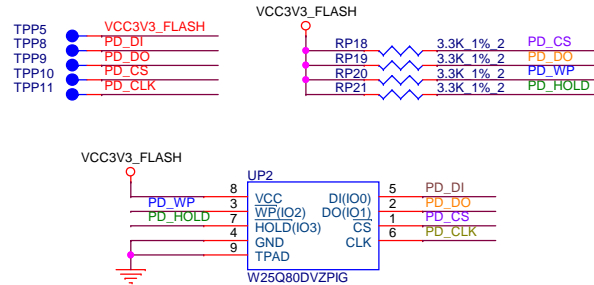 VCC3V3_FLASH
TPP5 VCC3V3_FLASH
TPP8 PD_DI
TPP9 PD_DO
TPP10 PD_CS
TPP11 PD_CLK
RP18 3.3K_1%_2 PD_CS
RP19 3.3K_1%_2 PD_DO
RP20 3.3K_1%_2 PD_WP
RP21 3.3K_1%_2 PD_HOLD
VCC3V3_FLASH
UP2
8 VCC DI(IO0) 5 PD_DI
PD_WP 3 WP(IO2) DO(IO1) 2 PD_DO
PD_HOLD 7 HOLD(IO3) CS 1 PD_CS
4 GND CLK 6 PD_CLK
9 TPAD
W25Q80DVZPIG